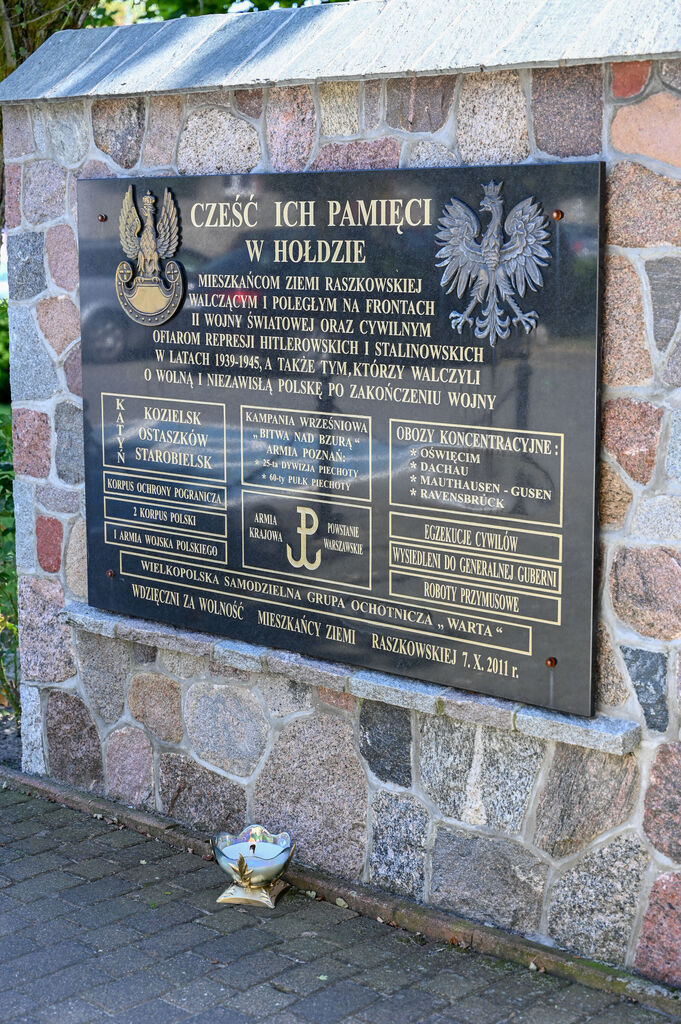 CZEŚĆ ICH PAMIĘCI
W HOŁDZIE
MIESZKAŃCOM ZIEMI RASZKOWSKIEJ
WALCZĄCYM I POLEGŁYM NA FRONTACH
II WOJNY ŚWIATOWEJ ORAZ CYWILNYM
OFIAROM REPRESJI HITLEROWSKICH I STALINOWSKICH
W LATACH 1939-1945, A TAKŻE TYM, KTÓRZY WALCZYLI
O WOLNĄ I NIEZAWISŁĄ POLSKĘ PO ZAKOŃCZENIU WOJNY
KATYŃ
KOZIELSK
OSTASZKÓW
STAROBIELSK
KORPUS OCHRONY POGRANICZA
2 KORPUS POLSKI
1 ARMIA WOJSKA POLSKIEGO
KAMPANIA WRZEŚNIOWA
„BITWA NAD BZURĄ"
ARMIA POZNAŃ:
* 25-ta DYWIZJA PIECHOTY
* 60-ty PUŁK PIECHOTY
ARMIA
KRAJOWA
POWSTANIE
WARSZAWSKIE
OBOZY KONCENTRACYJNE :
* OŚWIĘCIM
* DACHAU
* MAUTHAUSEN - GUSEN
* RAVENSBRÜCK
EGZEKUCJE CYWILÓW
WYSIEDLENI DO GENERALNEJ GUBERNI
ROBOTY PRZYMUSOWE
WIELKOPOLSKA SAMODZIELNA GRUPA OCHOTNICZA „WARTA"
WDZIĘCZNI ZA WOLNOŚĆ MIESZKAŃCY ZIEMI RASZKOWSKIEJ 7. X. 2011 r.